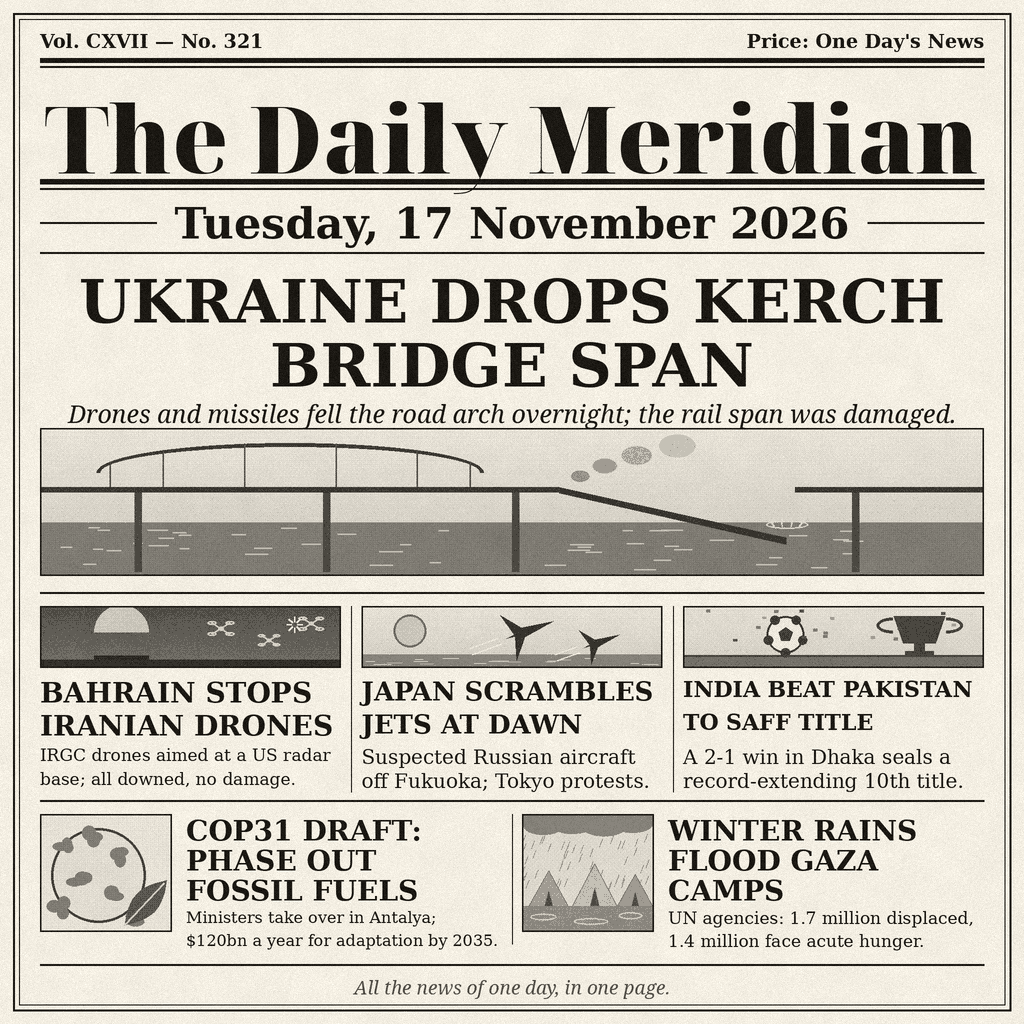 Vol. CXVII — No. 321
Price: One Day's News
The Daily Meridian
Tuesday, 17 November 2026
UKRAINE DROPS KERCH
BRIDGE SPAN
Drones and missiles fell the road arch overnight; the rail span was damaged.
BAHRAIN STOPS
IRANIAN DRONES
IRGC drones aimed at a US radar
base; all downed, no damage.
JAPAN SCRAMBLES
JETS AT DAWN
Suspected Russian aircraft
off Fukuoka; Tokyo protests.
INDIA BEAT PAKISTAN
TO SAFF TITLE
A 2-1 win in Dhaka seals a
record-extending 10th title.
COP31 DRAFT:
PHASE OUT
FOSSIL FUELS
Ministers take over in Antalya;
$120bn a year for adaptation by 2035.
WINTER RAINS
FLOOD GAZA
CAMPS
UN agencies: 1.7 million displaced,
1.4 million face acute hunger.
All the news of one day, in one page.